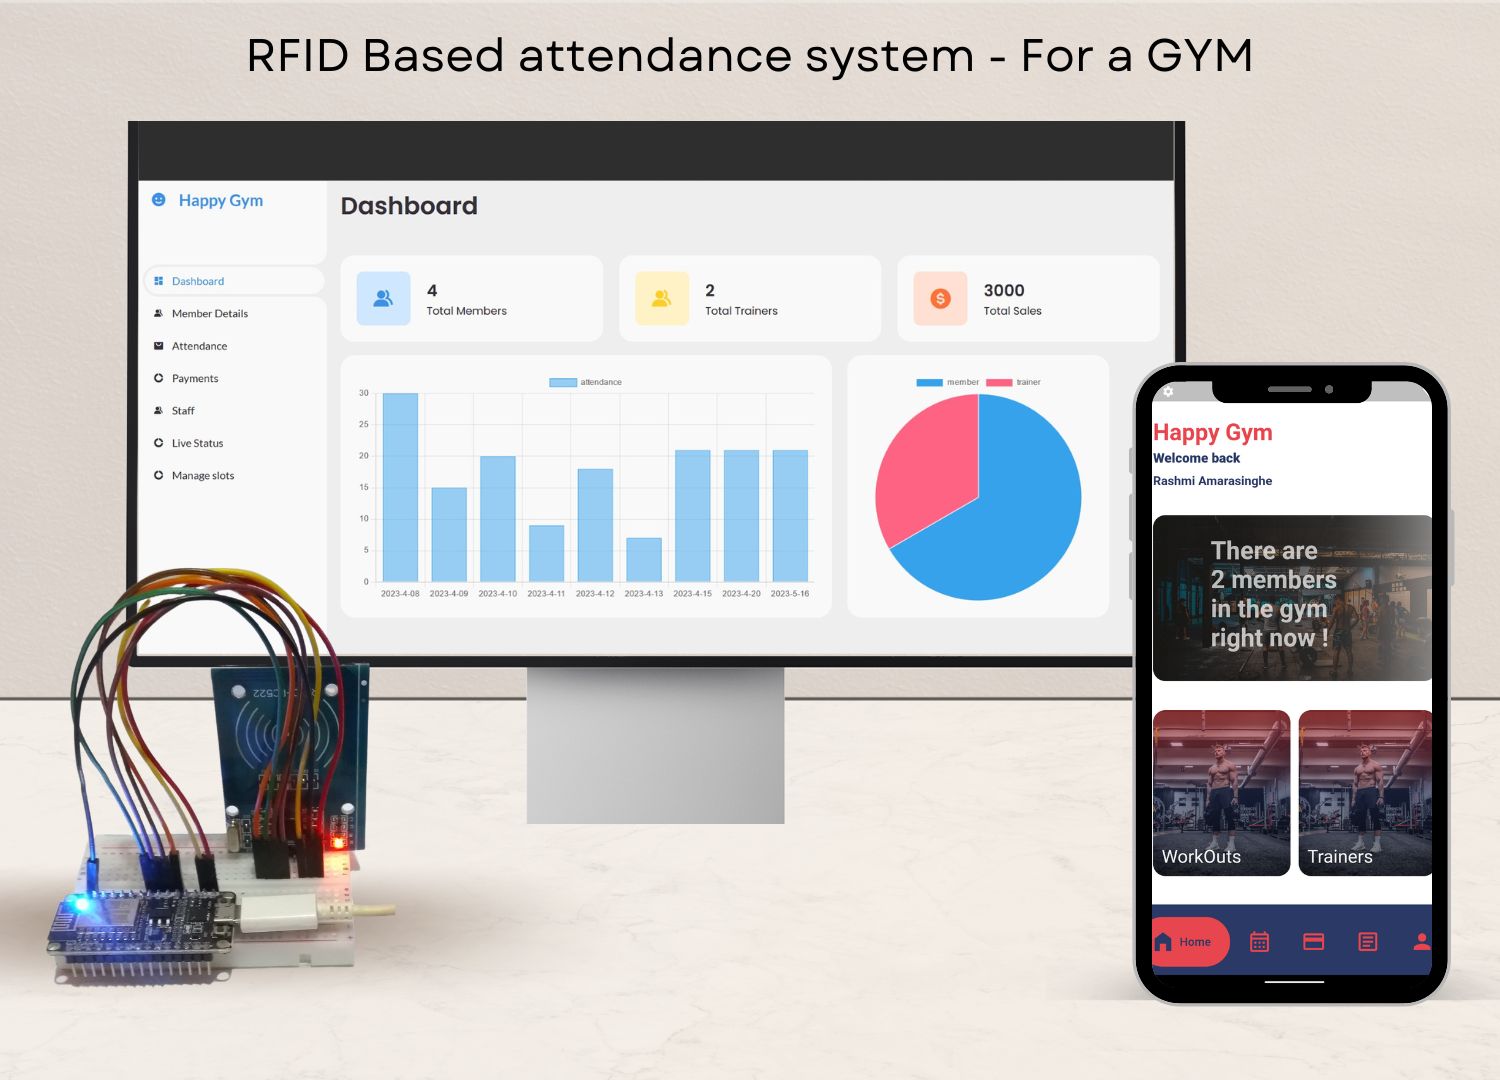 RFID Based attendance system - For a GYM
Happy Gym
Dashboard
Member Details
Attendance
Payments
Staff
Live Status
Manage slots
Dashboard
4
Total Members
2
Total Trainers
3000
Total Sales
attendance
30
25
20
15
10
5
0
2023-4-08 2023-4-09 2023-4-10 2023-4-11 2023-4-12 2023-4-13 2023-4-15 2023-4-20 2023-5-16
member trainer
Happy Gym
Welcome back
Rashmi Amarasinghe
There are
2 members
in the gym
right now !
WorkOuts
Trainers
Home